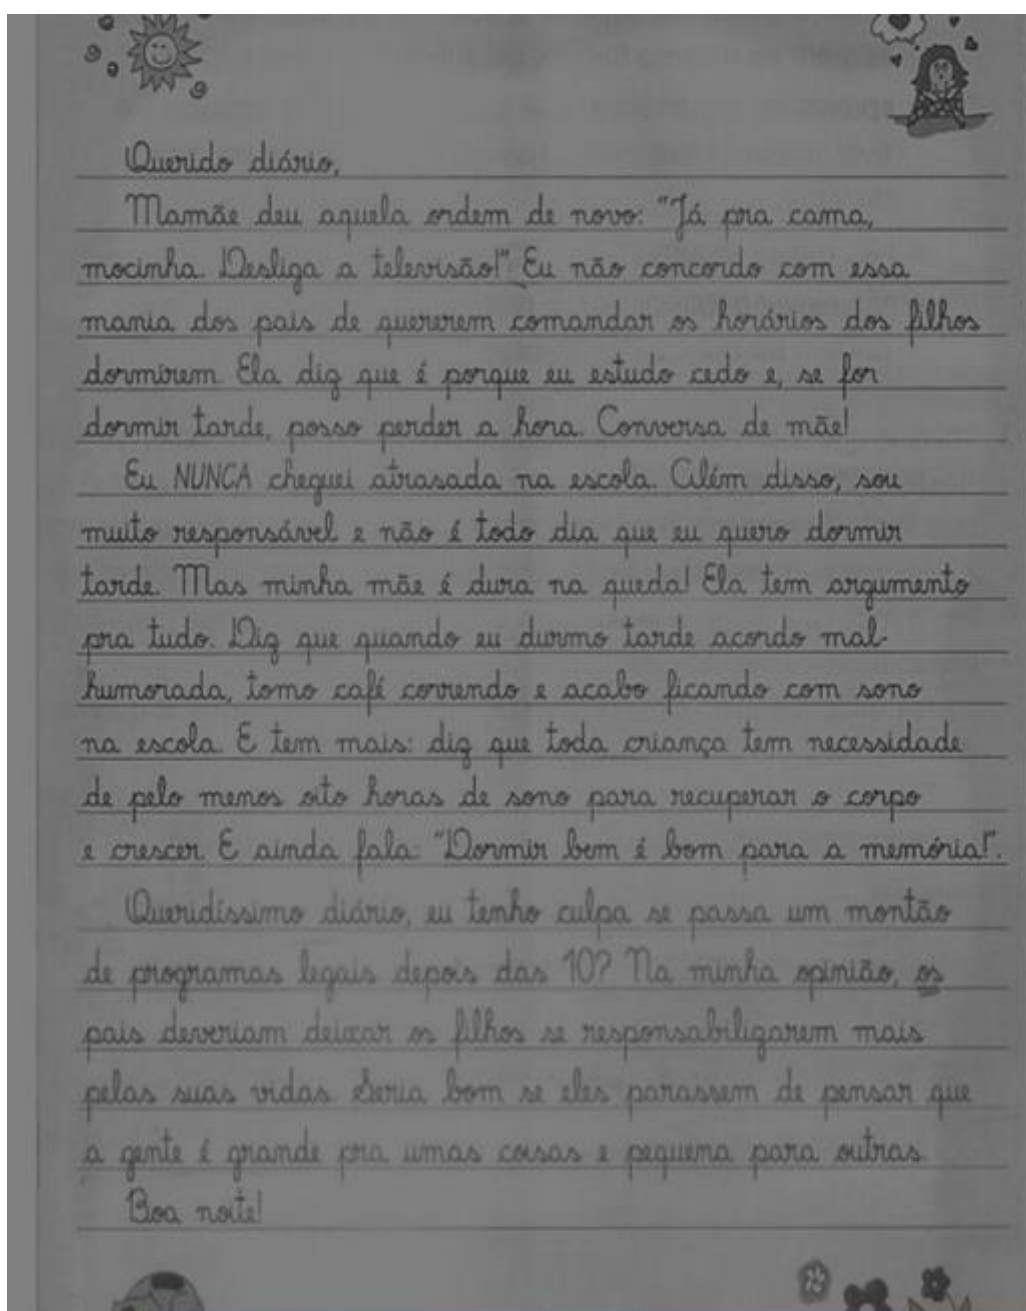 Querido diário,
Mamãe deu aquela ordem de novo: "Já pra cama,
mocinha. Desliga a televisão!". Eu não concordo com essa
mania dos pais de quererem comandar os horários dos filhos
dormirem. Ela diz que é porque eu estudo cedo e, se for
dormir tarde, posso perder a hora. Conversa de mãe!
Eu NUNCA cheguei atrasada na escola. Além disso, sou
muito responsável e não é todo dia que eu quero dormir
tarde. Mas minha mãe é dura na queda! Ela tem argumento
pra tudo. Diz que quando eu durmo tarde acordo mal-
humorada, tomo café correndo e acabo ficando com sono
na escola. E tem mais: diz que toda criança tem necessidade
de pelo menos oito horas de sono para recuperar o corpo
e crescer. E ainda fala: "Dormir bem é bom para a memória!".
Queridíssimo diário, eu tenho culpa se passa um montão
de programas legais depois das 10? Na minha opinião, os
pais deveriam deixar os filhos se responsabilizarem mais
pelas suas vidas. Seria bom se eles parassem de pensar que
a gente é grande pra umas coisas e pequena para outras.
Boa noite!